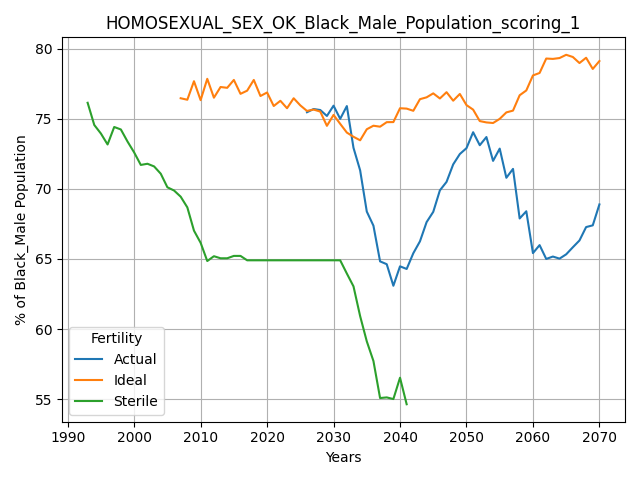 HOMOSEXUAL_SEX_OK_Black_Male_Population_scoring_1
80
75
70
65
60
55
% of Black_Male Population
Fertility
Actual
Ideal
Sterile
1990 2000 2010 2020 2030 2040 2050 2060 2070
Years